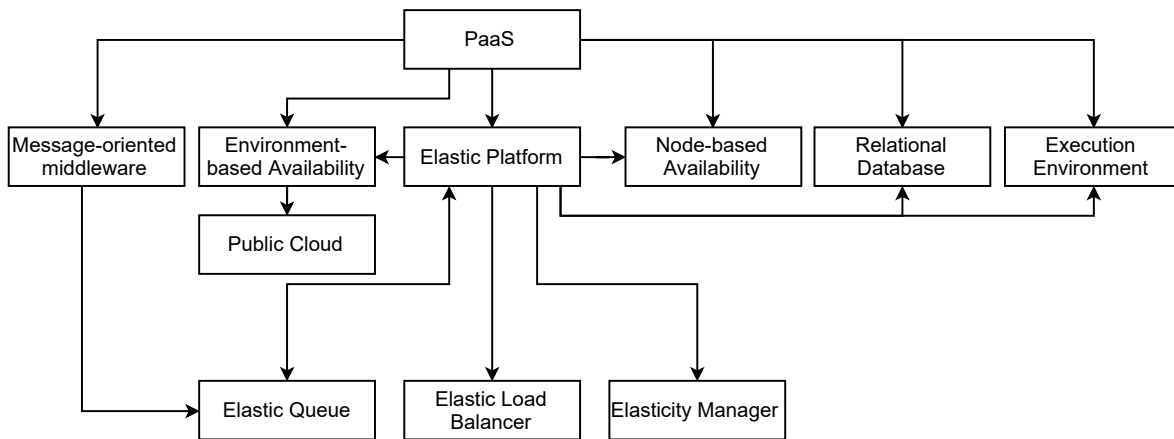 PaaS
Message-oriented
middleware
Environment-
based Availability
Elastic Platform
Node-based
Availability
Relational
Database
Execution
Environment
Public Cloud
Elastic Queue
Elastic Load
Balancer
Elasticity Manager